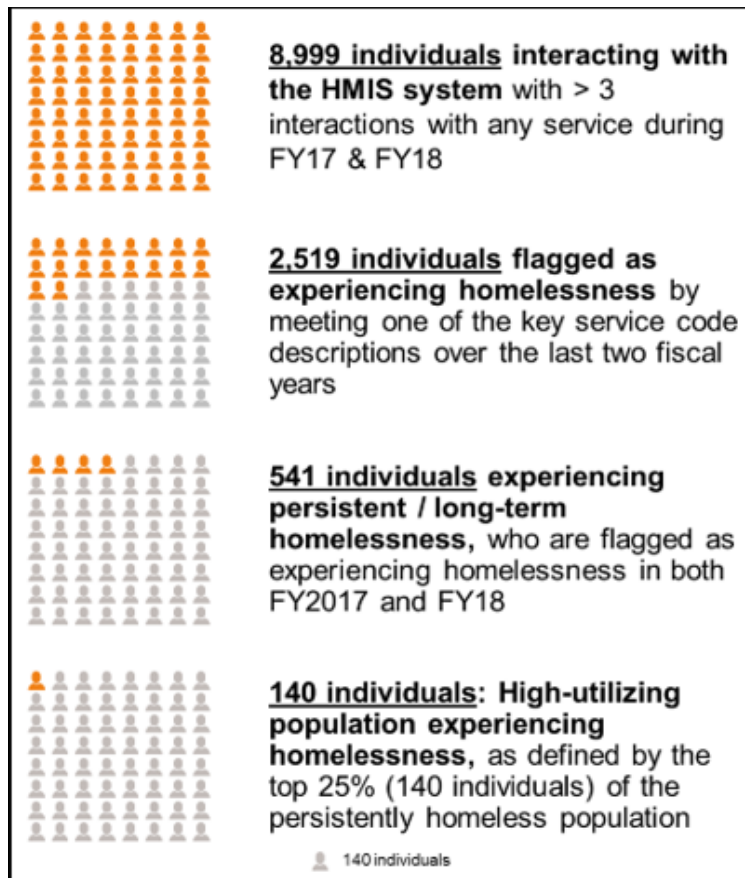 8,999 individuals interacting with
the HMIS system with > 3
interactions with any service during
FY17 & FY18
2,519 individuals flagged as
experiencing homelessness by
meeting one of the key service code
descriptions over the last two fiscal
years
541 individuals experiencing
persistent / long-term
homelessness, who are flagged as
experiencing homelessness in both
FY2017 and FY18
140 individuals: High-utilizing
population experiencing
homelessness, as defined by the
top 25% (140 individuals) of the
persistently homeless population
140 individuals